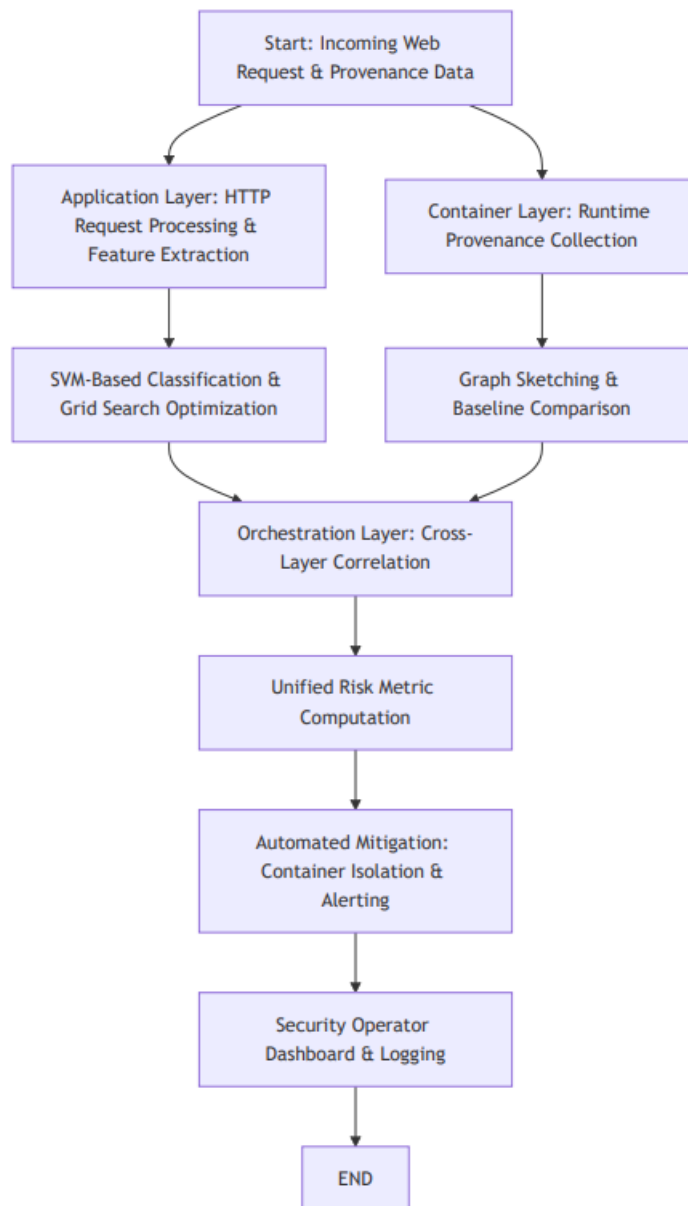 Start: Incoming Web
Request & Provenance Data
Application Layer: HTTP
Request Processing &
Feature Extraction
Container Layer: Runtime
Provenance Collection
SVM-Based Classification &
Grid Search Optimization
Graph Sketching &
Baseline Comparison
Orchestration Layer: Cross-
Layer Correlation
Unified Risk Metric
Computation
Automated Mitigation:
Container Isolation &
Alerting
Security Operator
Dashboard & Logging
END